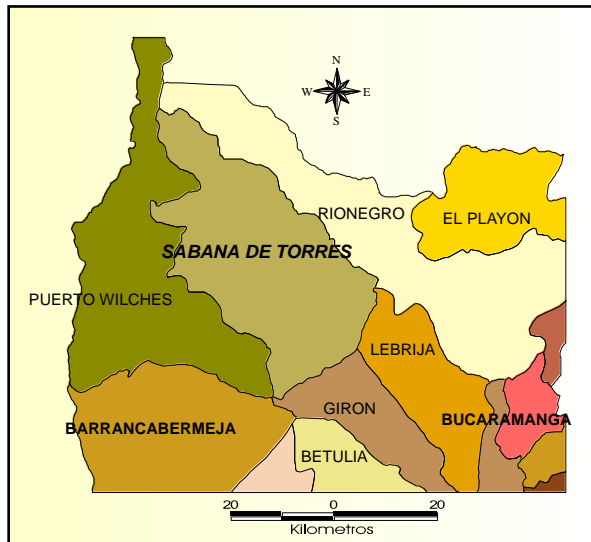 N
W E
S
RIONEGRO
EL PLAYON
SABANA DE TORRES
PUERTO WILCHES
LEBRIJA
GIRON
BUCARAMANGA
BARRANCABERMEJA
BETULIA
20 0 20
Kilometros